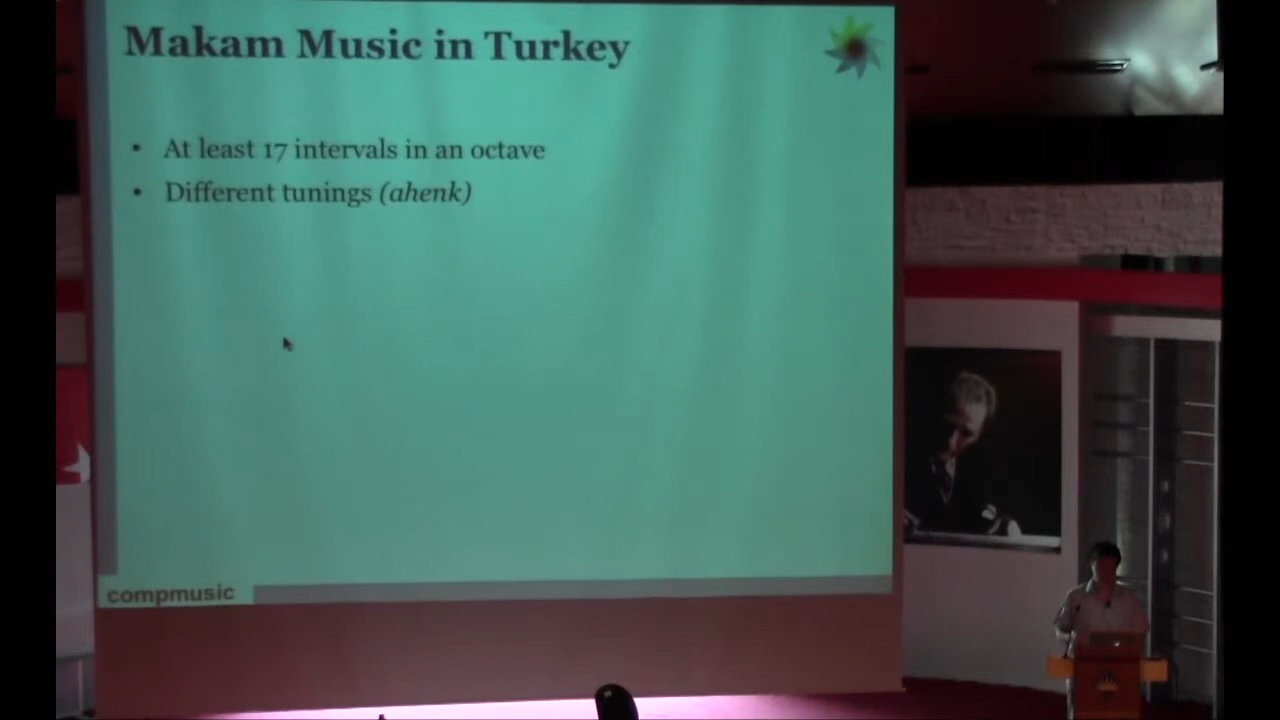 Makam Music in Turkey
• At least 17 intervals in an octave
• Different tunings (ahenk)
compmusic